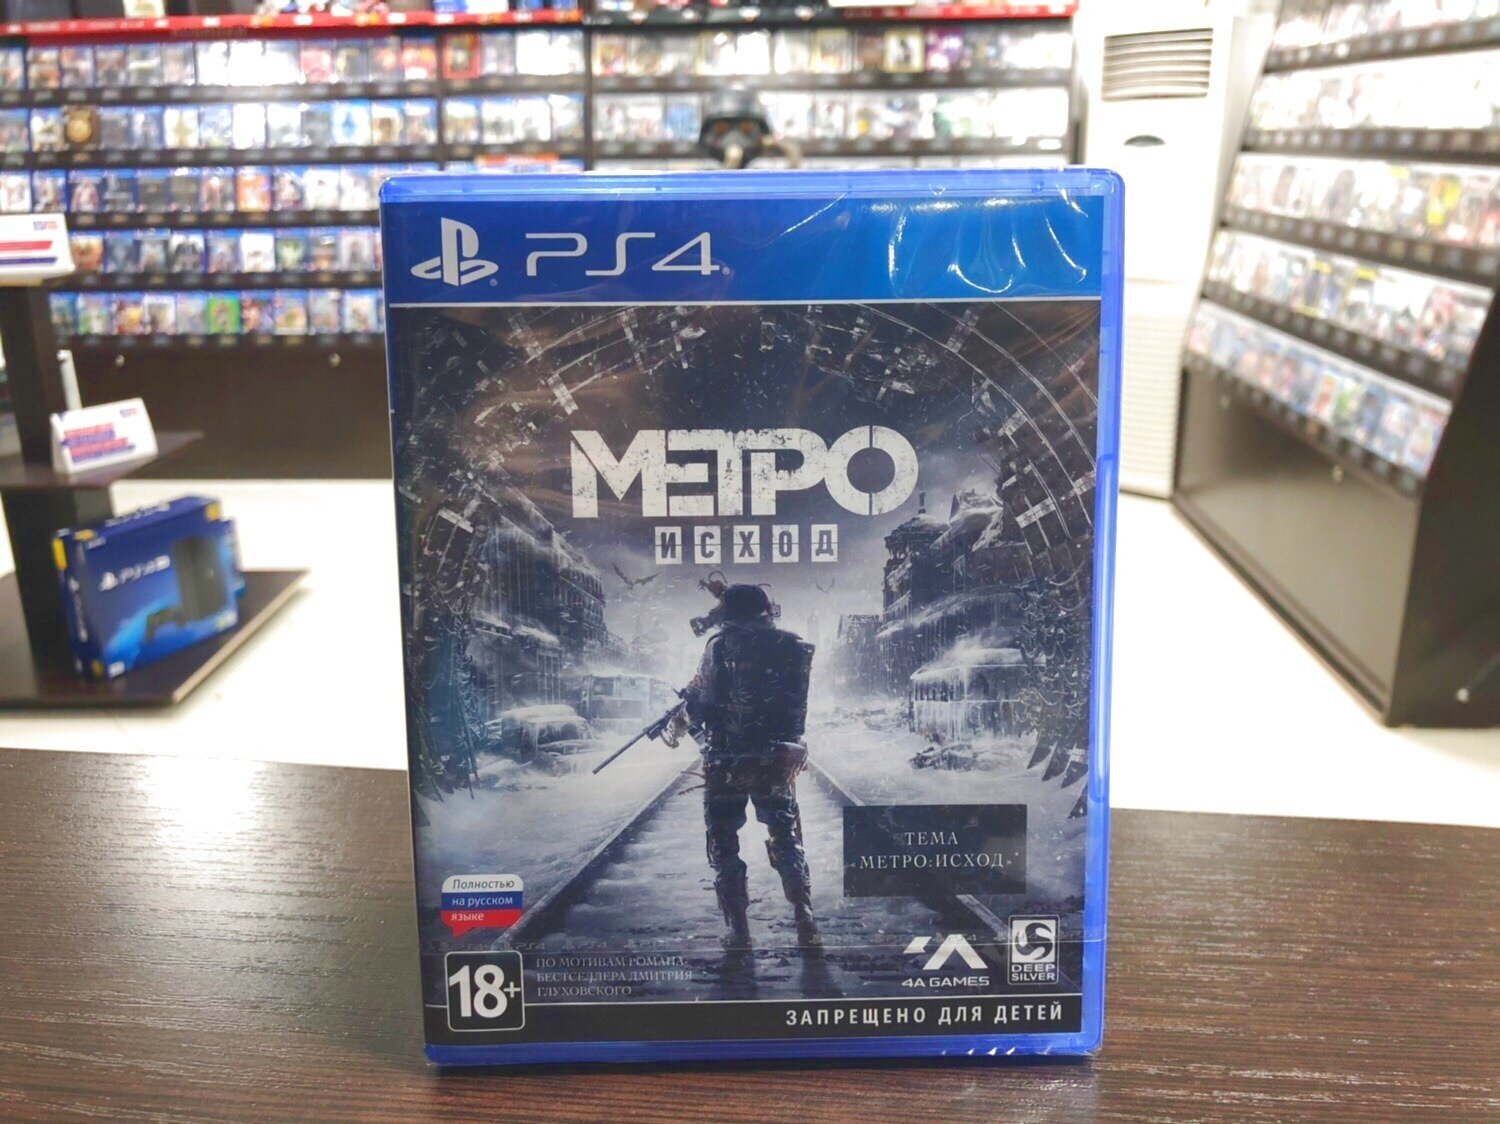 PS4
МЕТРО
ИСХОД
ТЕМА
«МЕТРО:ИСХОД»*
Полностью
на русском
языке
18+
ПО МОТИВАМ РОМАНА-
БЕСТСЕЛЛЕРА ДМИТРИЯ
ГЛУХОВСКОГО
4A GAMES
DEEP
SILVER
ЗАПРЕЩЕНО ДЛЯ ДЕТЕЙ
PS4